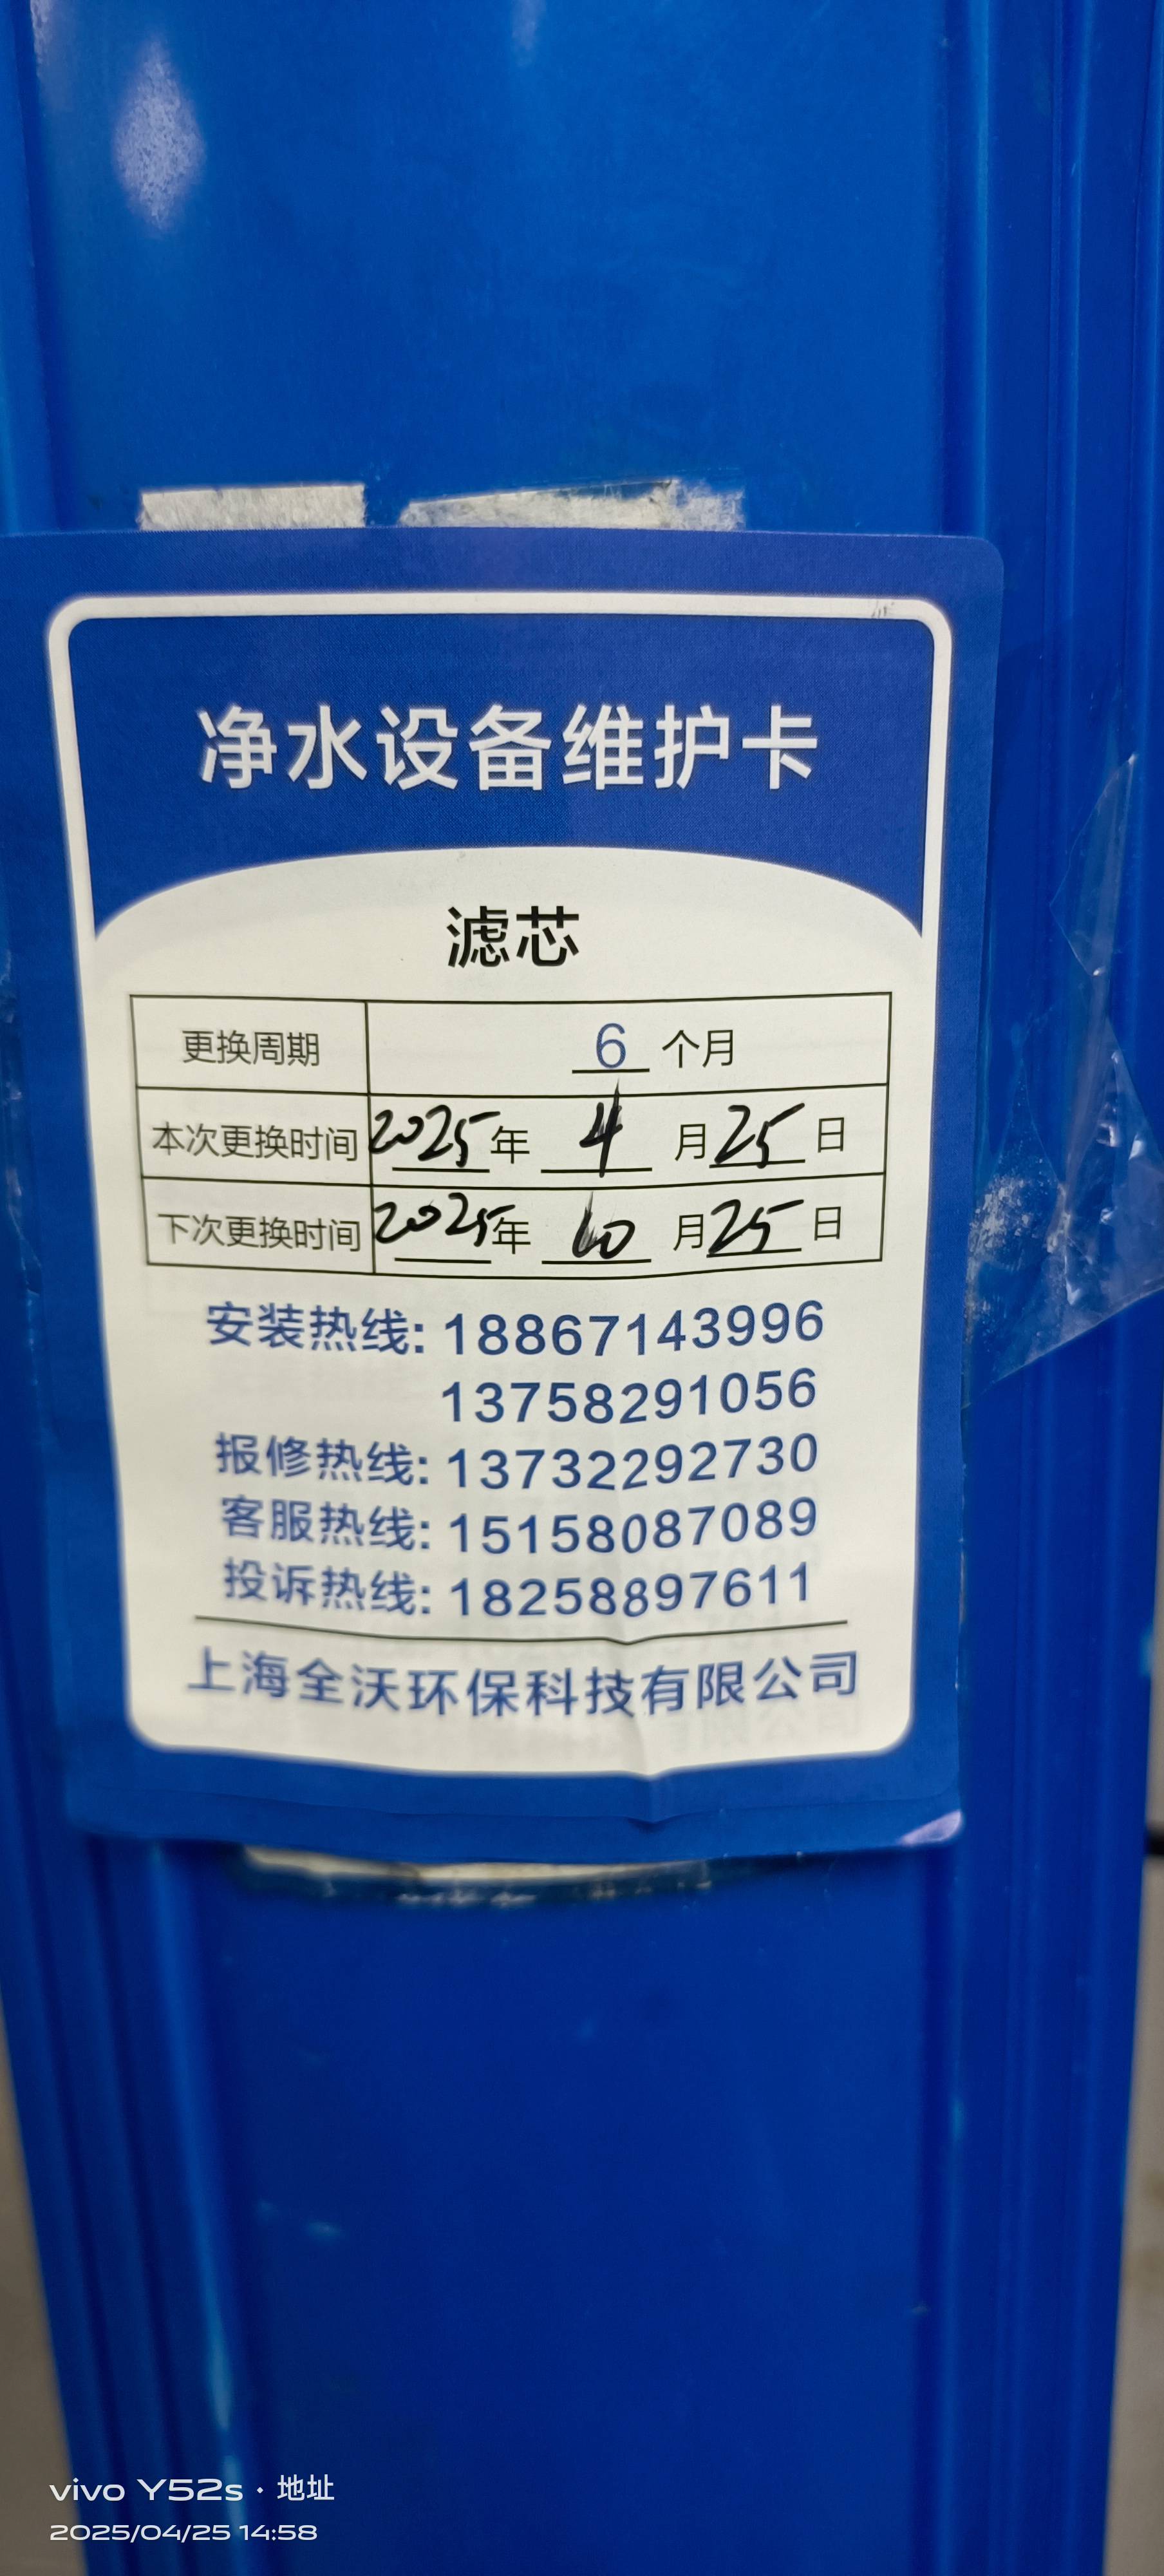 净水设备维护卡
滤芯
更换周期 6 个月
本次更换时间 2025年 4 月 25 日
下次更换时间 2025年 10 月 25 日
安装热线: 18867143996
13758291056
报修热线: 13732292730
客服热线: 15158087089
投诉热线: 18258897611
上海全沃环保科技有限公司
vivo Y52s · 地址
2025/04/25 14:58